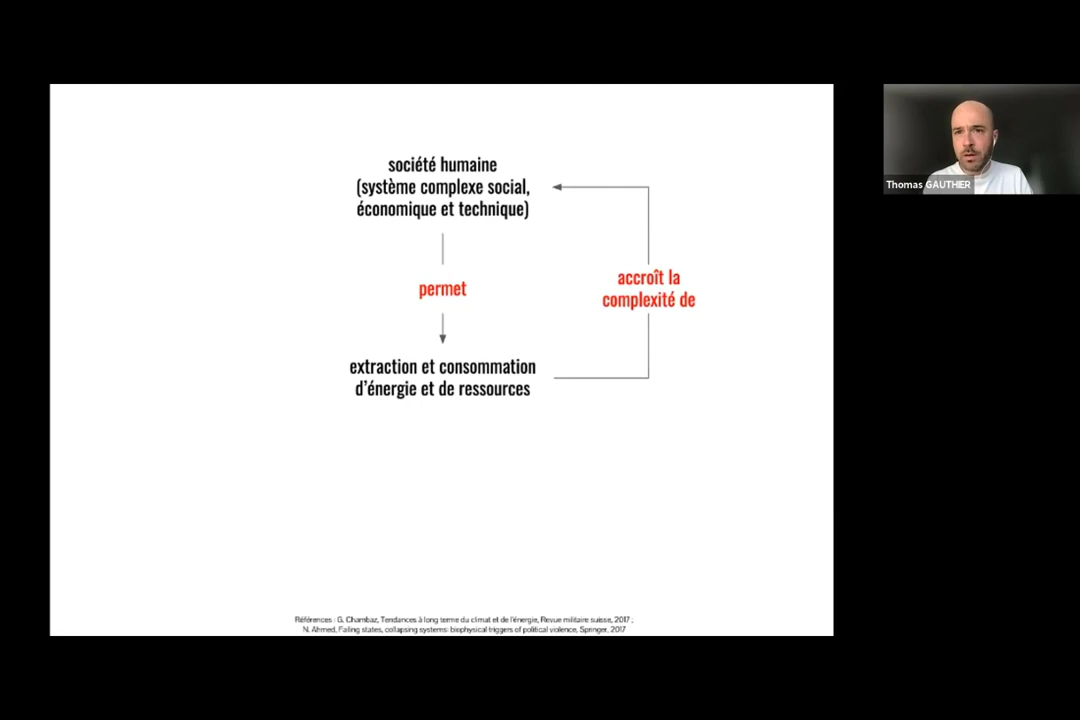 société humaine
(système complexe social,
économique et technique)
permet
accroît la
complexité de
extraction et consommation
d'énergie et de ressources
Références : G. Chambaz, Tendances à long terme du climat et de l'énergie, Revue militaire suisse, 2017 ;
N. Ahmed, Failing states, collapsing systems: biophysical triggers of political violence, Springer, 2017
Thomas GAUTHIER